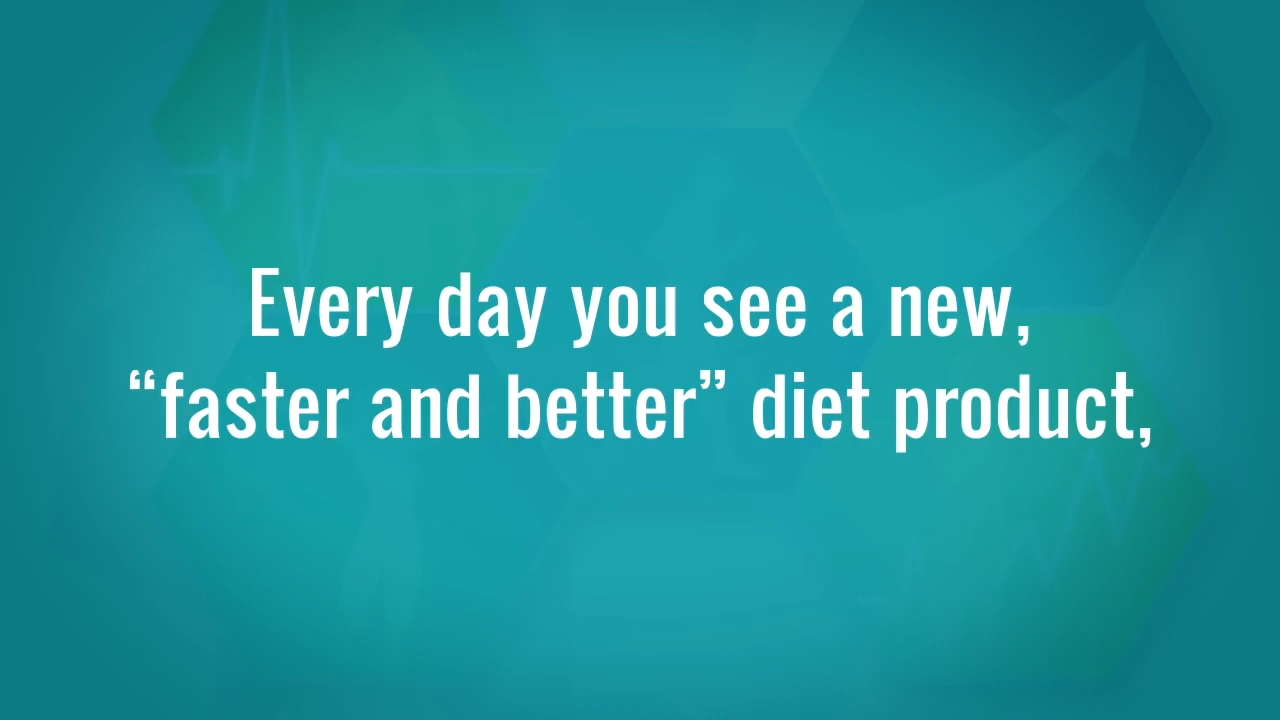 Every day you see a new,
“faster and better” diet product,